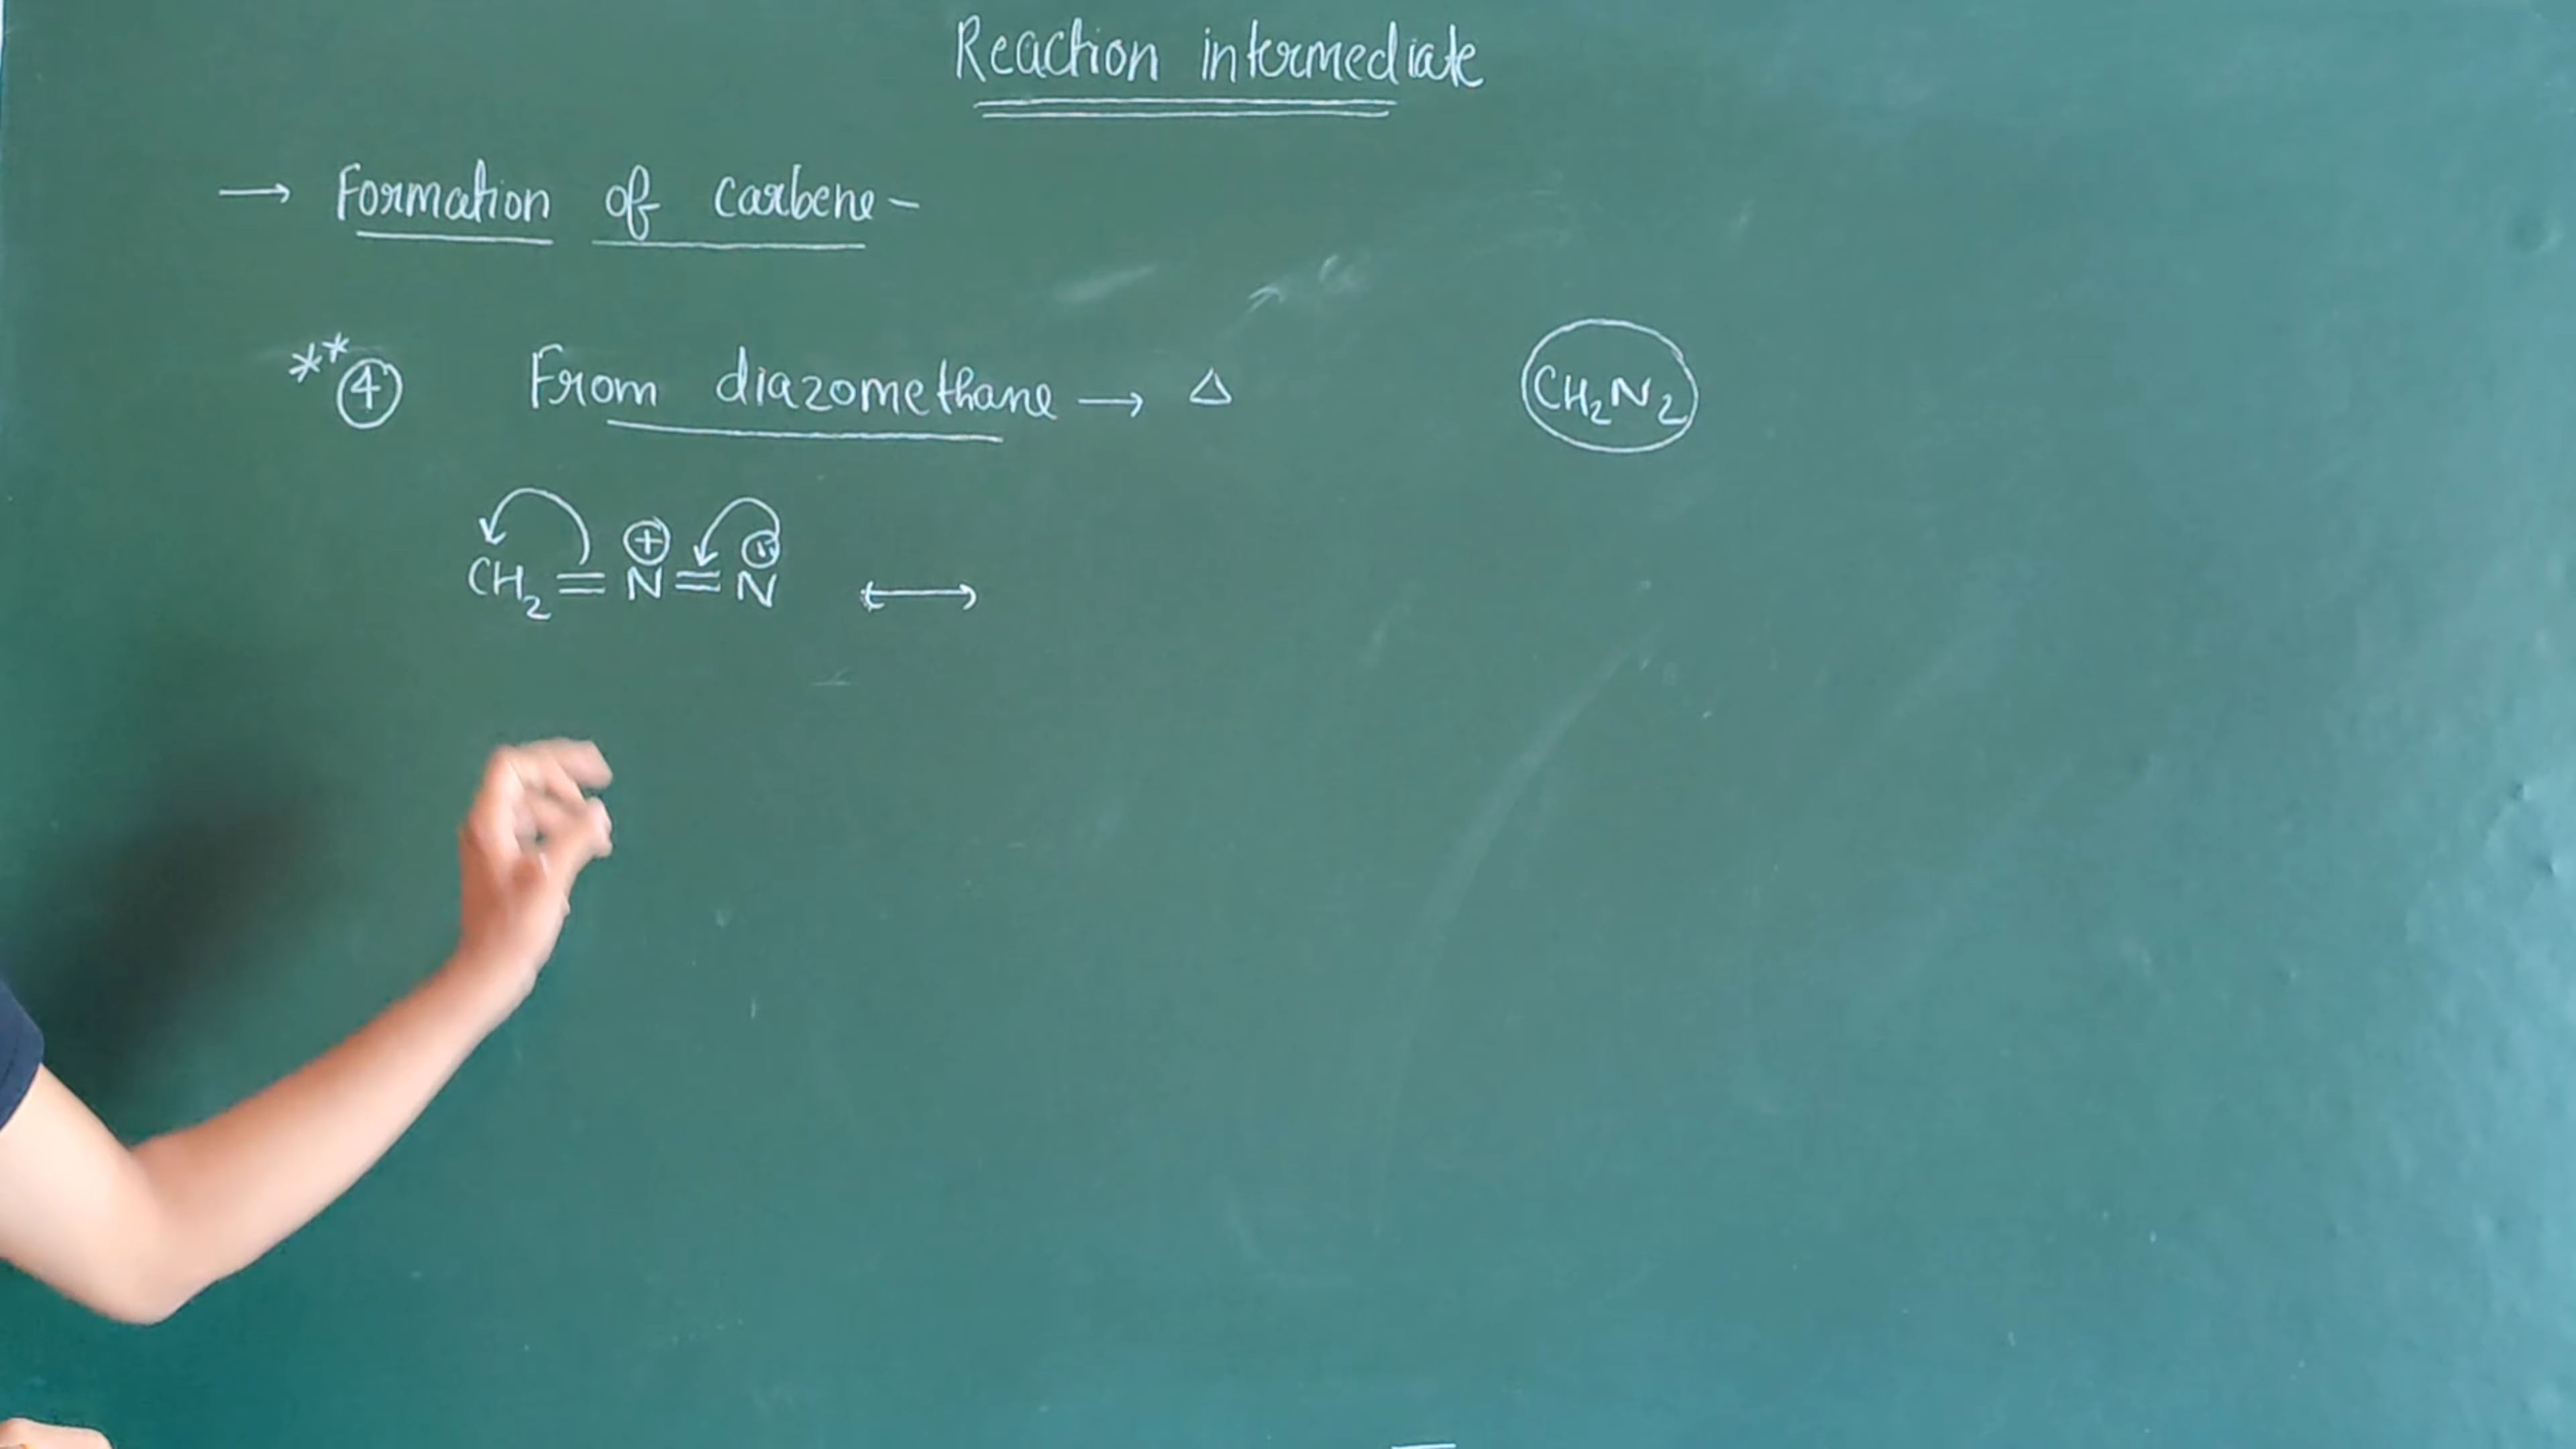 Reaction intermediate
→ Formation of carbene -
**④ From diazomethane → Δ CH₂N₂
CH₂ = N⊕ = N⊖ ↔